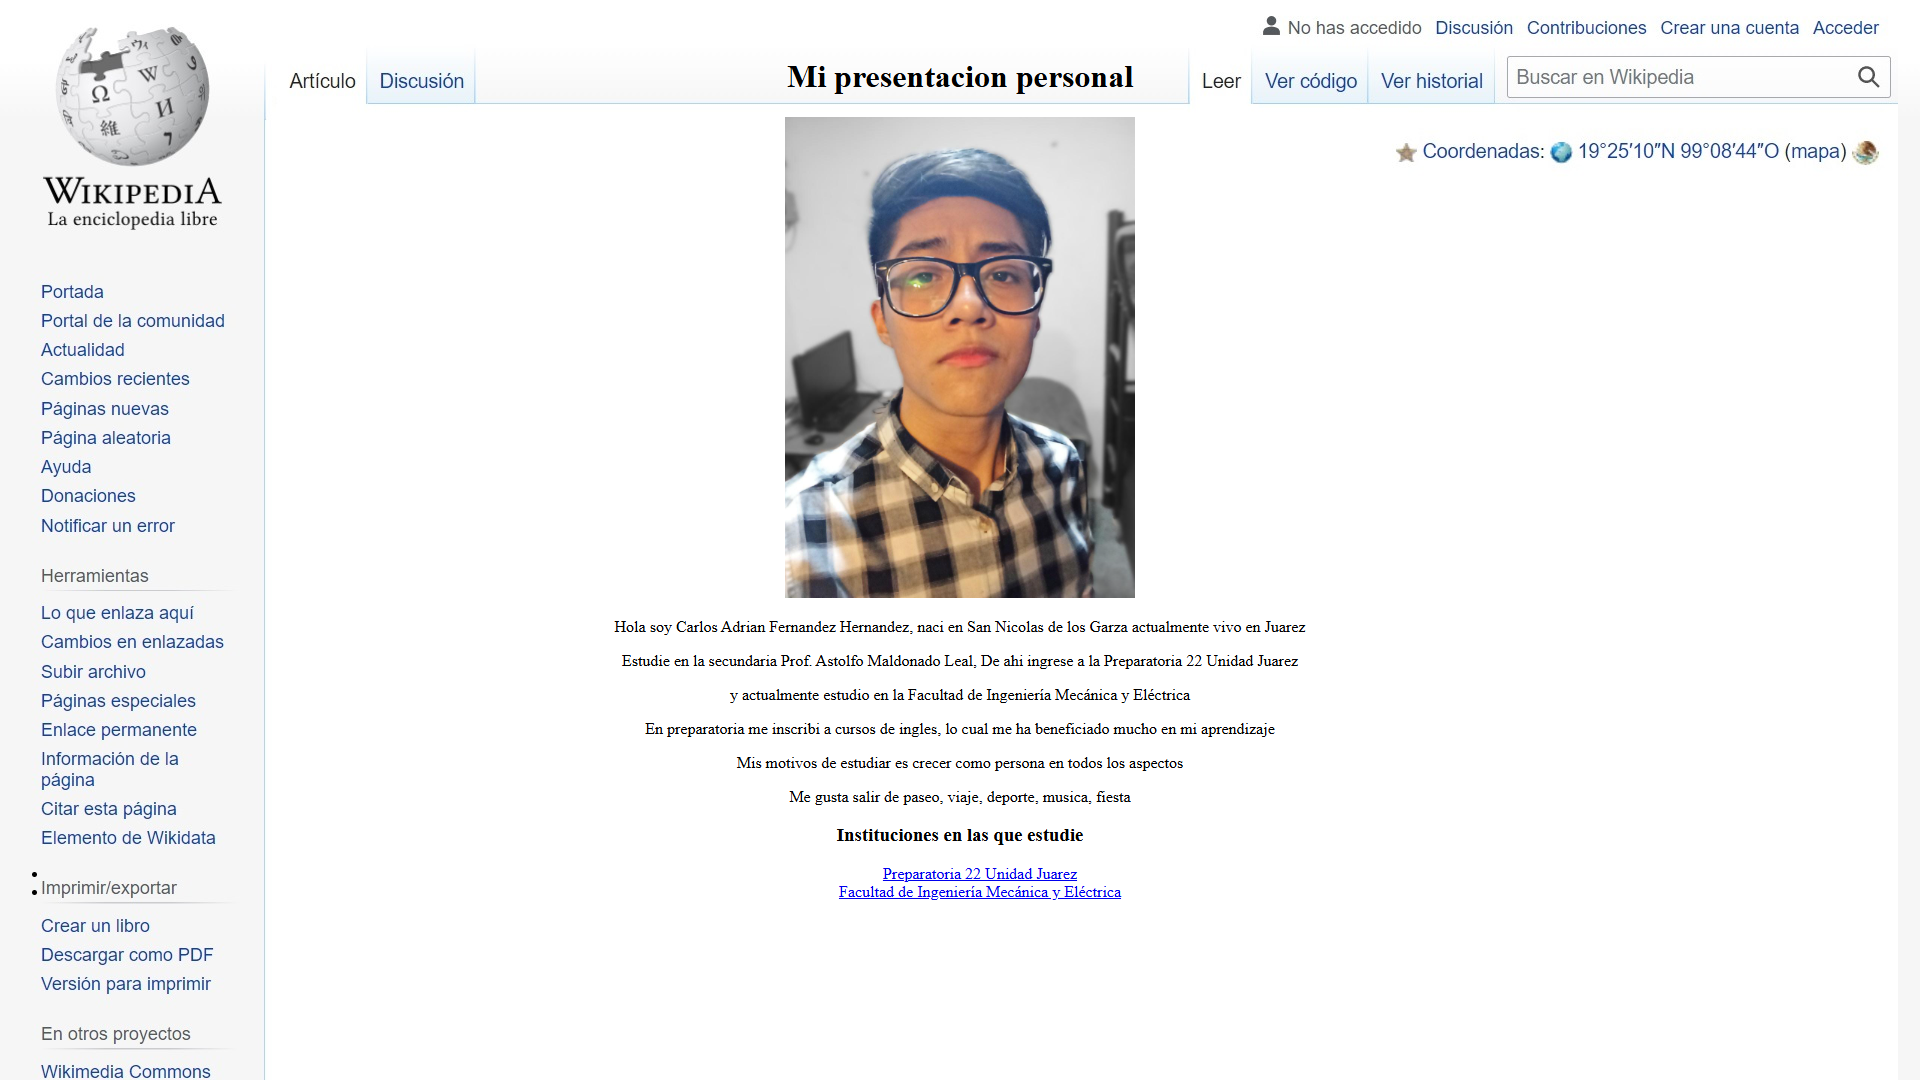 No has accedido Discusión Contribuciones Crear una cuenta Acceder
Artículo Discusión Mi presentacion personal Leer Ver código Ver historial Buscar en Wikipedia
WIKIPEDIA
La enciclopedia libre
Coordenadas: 19°25′10″N 99°08′44″O (mapa)
Portada
Portal de la comunidad
Actualidad
Cambios recientes
Páginas nuevas
Página aleatoria
Ayuda
Donaciones
Notificar un error
Herramientas
Lo que enlaza aquí
Cambios en enlazadas
Subir archivo
Páginas especiales
Enlace permanente
Información de la
página
Citar esta página
Elemento de Wikidata
Imprimir/exportar
Crear un libro
Descargar como PDF
Versión para imprimir
En otros proyectos
Wikimedia Commons
Hola soy Carlos Adrian Fernandez Hernandez, naci en San Nicolas de los Garza actualmente vivo en Juarez
Estudie en la secundaria Prof. Astolfo Maldonado Leal, De ahi ingrese a la Preparatoria 22 Unidad Juarez
y actualmente estudio en la Facultad de Ingeniería Mecánica y Eléctrica
En preparatoria me inscribi a cursos de ingles, lo cual me ha beneficiado mucho en mi aprendizaje
Mis motivos de estudiar es crecer como persona en todos los aspectos
Me gusta salir de paseo, viaje, deporte, musica, fiesta
Instituciones en las que estudie
Preparatoria 22 Unidad Juarez
Facultad de Ingeniería Mecánica y Eléctrica